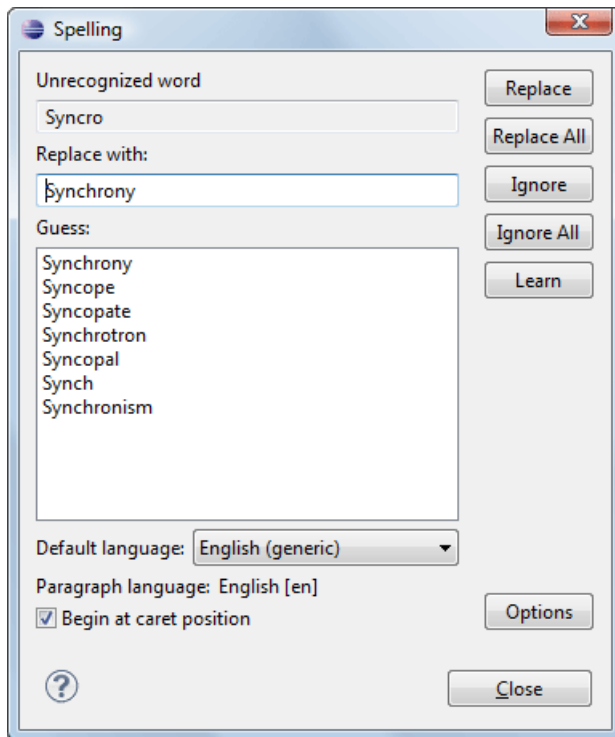 Spelling
Unrecognized word
Syncro
Replace with:
Synchrony
Guess:
Synchrony
Syncope
Syncopate
Synchrotron
Syncopal
Synch
Synchronism
Default language: English (generic)
Paragraph language: English [en]
Begin at caret position
Replace
Replace All
Ignore
Ignore All
Learn
Options
?
Close